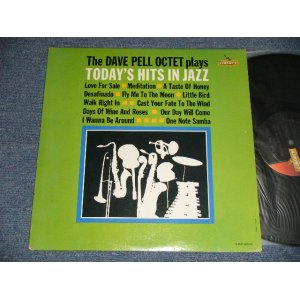 LIBERTY
The DAVE PELL OCTET plays
TODAY'S HITS IN JAZZ
Love For Sale Meditation A Taste Of Honey
Desafinado Fly Me To The Moon Little Bird
Walk Right In Cast Your Fate To The Wind
Days Of Wine And Roses Our Day Will Come
I Wanna Be Around One Note Samba